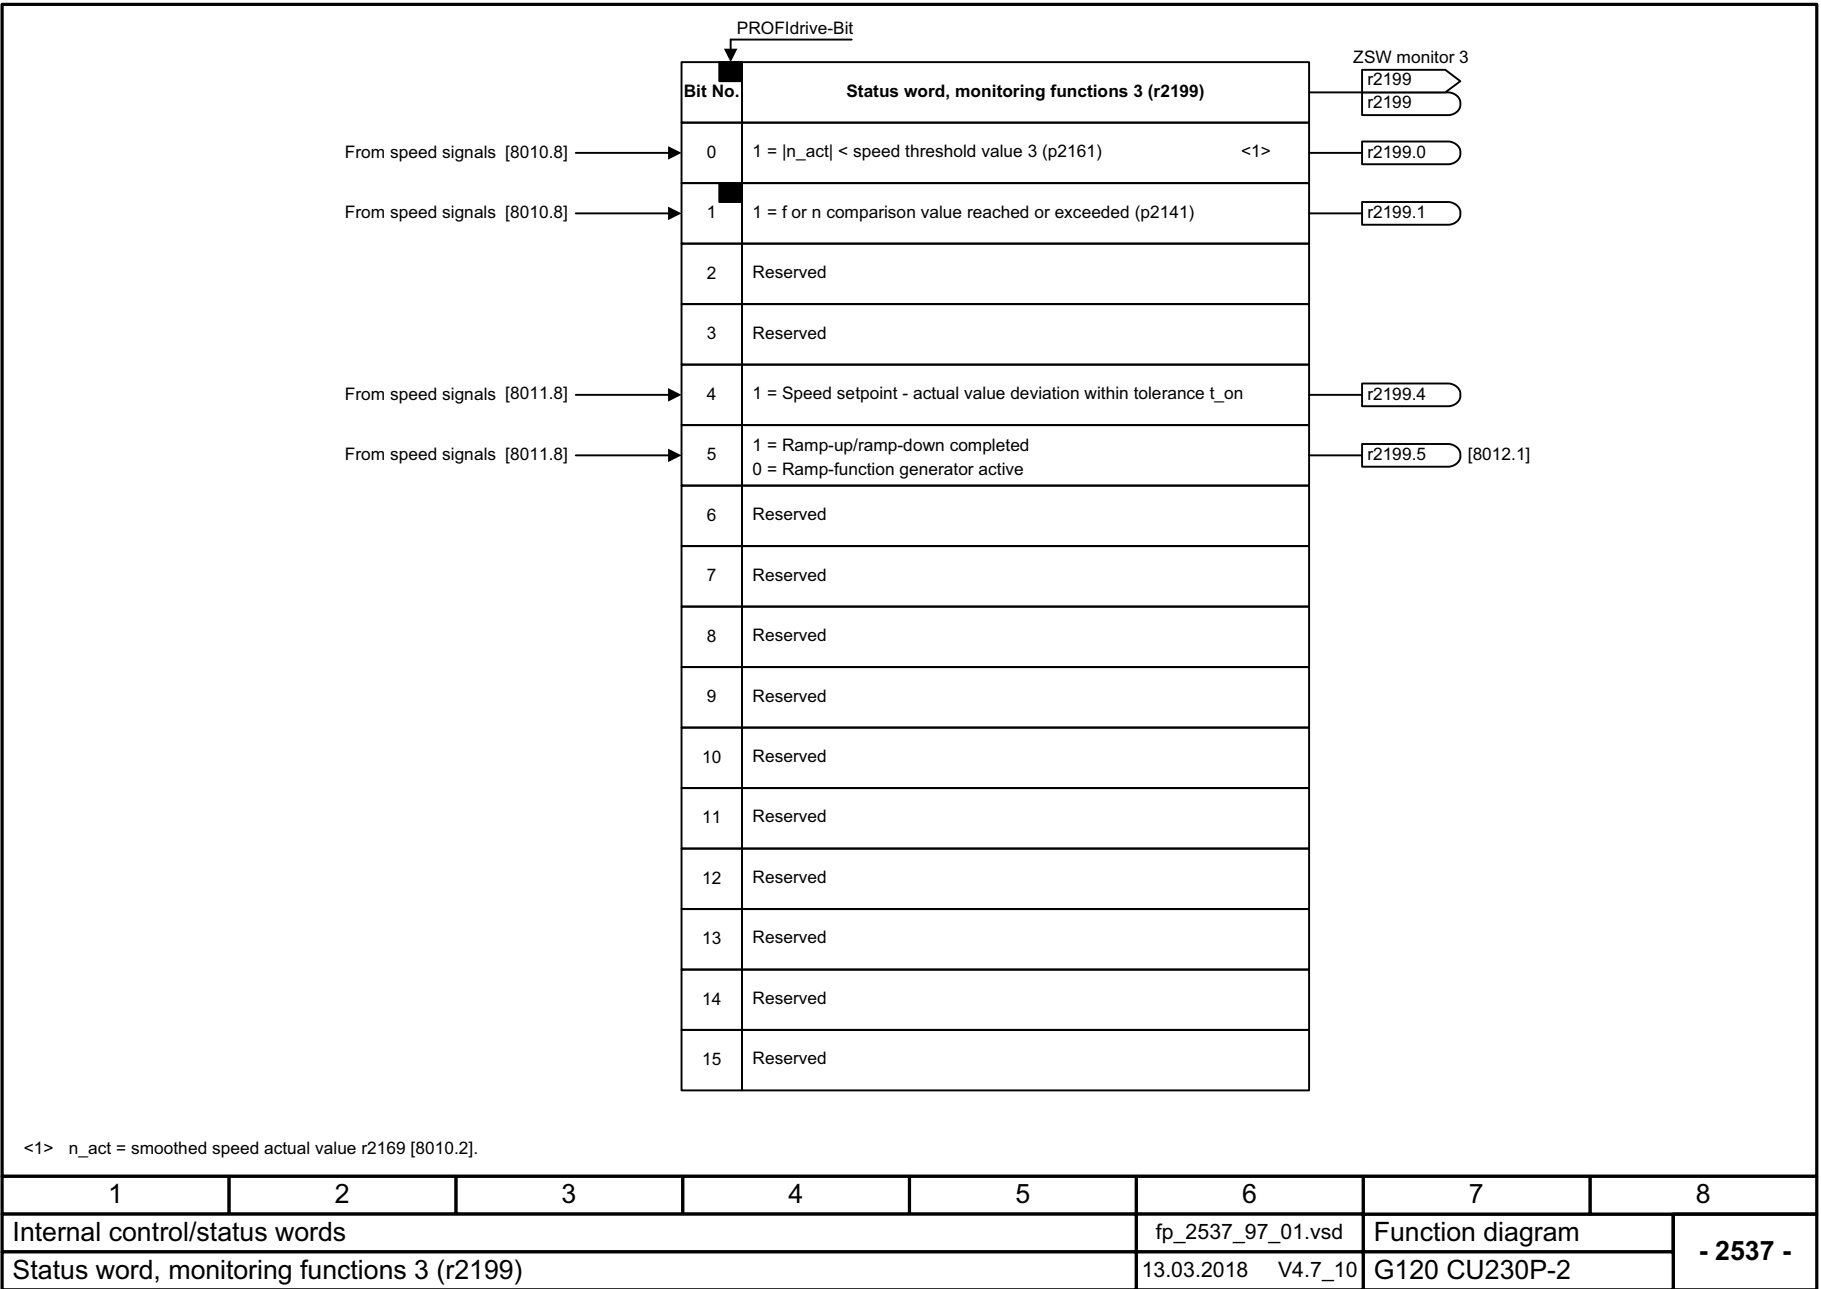 PROFIdrive-Bit
ZSW monitor 3
Bit No. Status word, monitoring functions 3 (r2199) r2199
r2199
From speed signals [8010.8] 0 1 = |n_act| < speed threshold value 3 (p2161) <1> r2199.0
From speed signals [8010.8] 1 1 = f or n comparison value reached or exceeded (p2141) r2199.1
2 Reserved
3 Reserved
From speed signals [8011.8] 4 1 = Speed setpoint - actual value deviation within tolerance t_on r2199.4
From speed signals [8011.8] 5 1 = Ramp-up/ramp-down completed
0 = Ramp-function generator active r2199.5 [8012.1]
6 Reserved
7 Reserved
8 Reserved
9 Reserved
10 Reserved
11 Reserved
12 Reserved
13 Reserved
14 Reserved
15 Reserved
<1> n_act = smoothed speed actual value r2169 [8010.2].
1 2 3 4 5 6 7 8
Internal control/status words fp_2537_97_01.vsd Function diagram
- 2537 -
Status word, monitoring functions 3 (r2199) 13.03.2018 V4.7_10 G120 CU230P-2